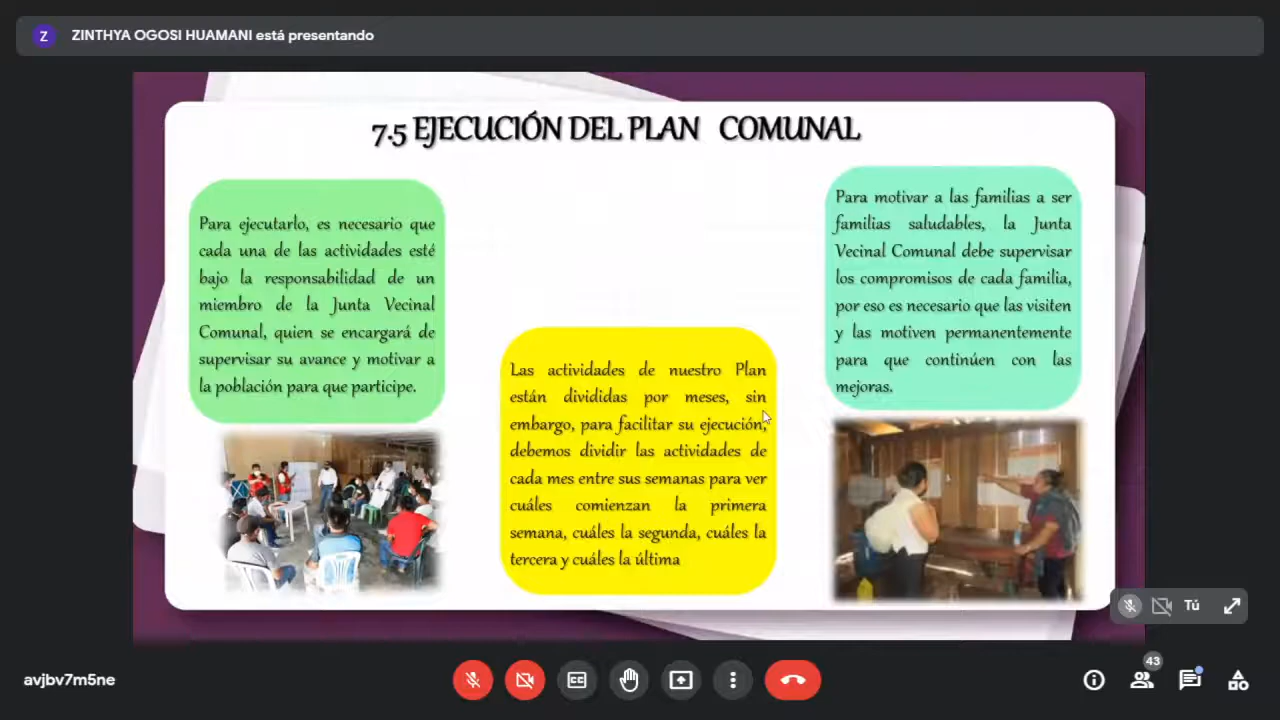 Z
ZINTHYA OGOSI HUAMANI está presentando
7.5 EJECUCIÓN DEL PLAN COMUNAL
Para ejecutarlo, es necesario que
cada una de las actividades esté
bajo la responsabilidad de un
miembro de la Junta Vecinal
Comunal, quien se encargará de
supervisar su avance y motivar a
la población para que participe.
Las actividades de nuestro Plan
están divididas por meses, sin
embargo, para facilitar su ejecución,
debemos dividir las actividades de
cada mes entre sus semanas para ver
cuáles comienzan la primera
semana, cuáles la segunda, cuáles la
tercera y cuáles la última
Para motivar a las familias a ser
familias saludables, la Junta
Vecinal Comunal debe supervisar
los compromisos de cada familia,
por eso es necesario que las visiten
y las motiven permanentemente
para que continúen con las
mejoras.
Tú
avjbv7m5ne
CC
43